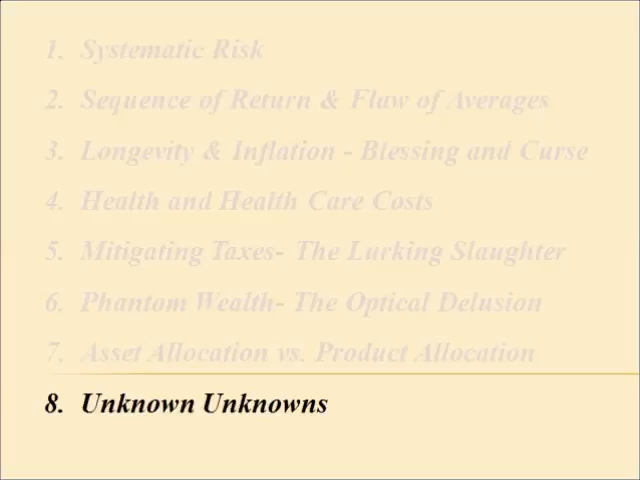 1. Systematic Risk
2. Sequence of Return & Flaw of Averages
3. Longevity & Inflation - Blessing and Curse
4. Health and Health Care Costs
5. Mitigating Taxes- The Lurking Slaughter
6. Phantom Wealth- The Optical Delusion
7. Asset Allocation vs. Product Allocation
8. Unknown Unknowns